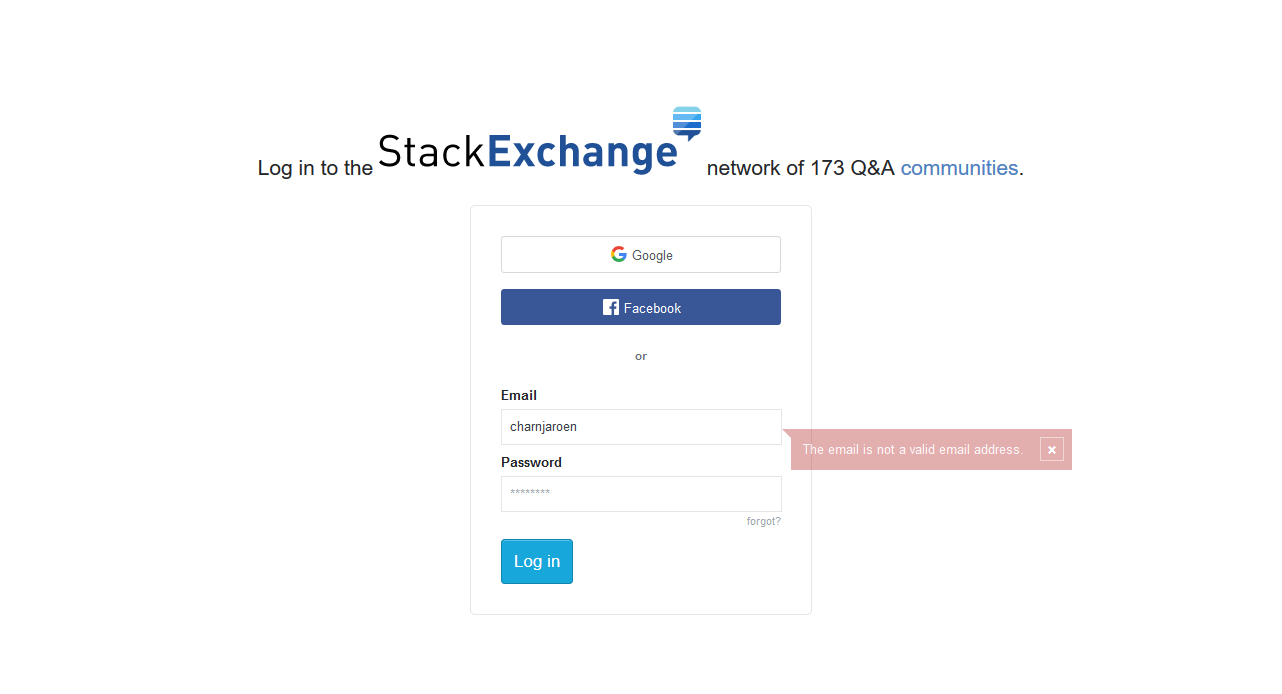 Log in to the StackExchange network of 173 Q&A communities.
Google
Facebook
or
Email
charnjaroen
The email is not a valid email address.
Password
********
forgot?
Log in